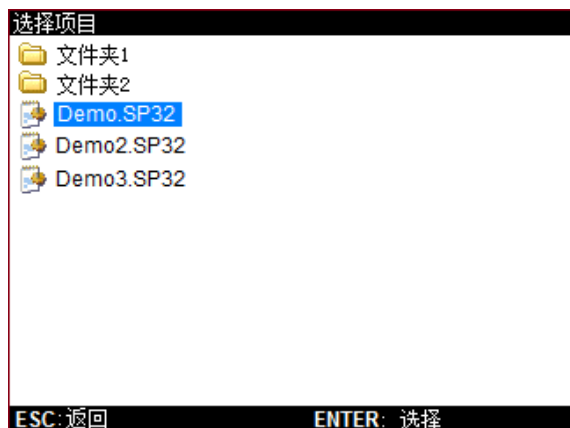 选择项目
文件夹1
文件夹2
Demo.SP32
Demo2.SP32
Demo3.SP32
ESC:返回 ENTER: 选择